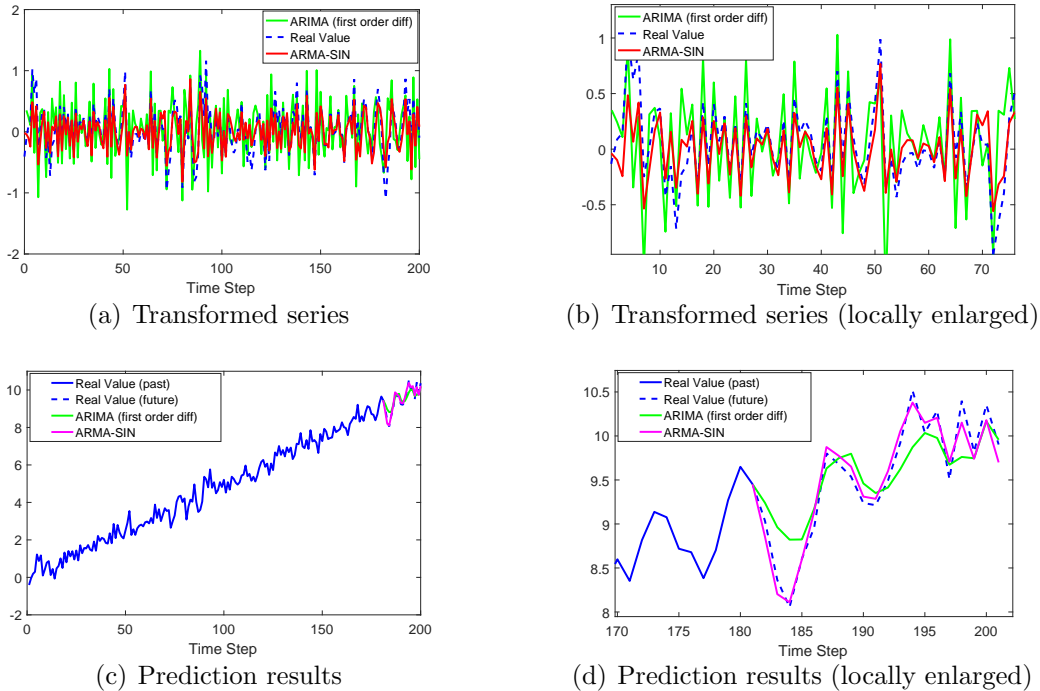 2
1
0
-1
-2
0
50
100
150
200
Time Step
ARIMA (first order diff)
Real Value
ARMA-SIN
(a) Transformed series
1
0.5
0
-0.5
10
20
30
40
50
60
70
Time Step
ARIMA (first order diff)
Real Value
ARMA-SIN
(b) Transformed series (locally enlarged)
10
8
6
4
2
0
-2
0
50
100
150
200
Time Step
Real Value (past)
Real Value (future)
ARIMA (first order diff)
ARMA-SIN
(c) Prediction results
10.5
10
9.5
9
8.5
8
170
175
180
185
190
195
200
Time Step
Real Value (past)
Real Value (future)
ARIMA (first order diff)
ARMA-SIN
(d) Prediction results (locally enlarged)